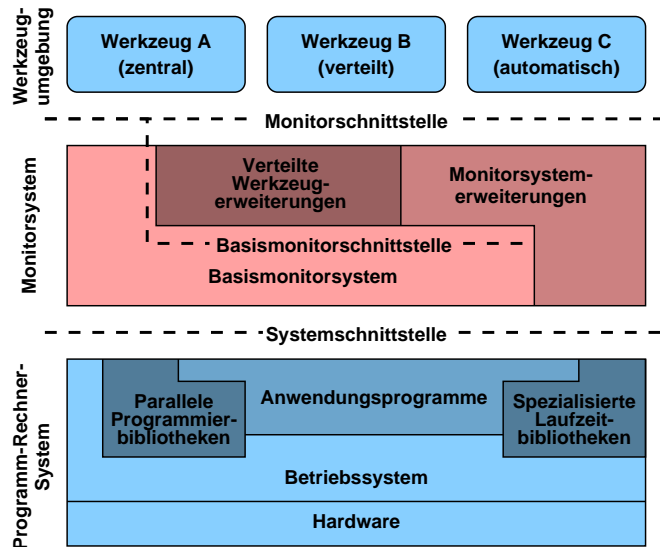 Werkzeug-
umgebung
Werkzeug A
(zentral)
Werkzeug B
(verteilt)
Werkzeug C
(automatisch)
Monitorschnittstelle
Monitorsystem
Verteilte
Werkzeug-
erweiterungen
Monitorsystem-
erweiterungen
Basismonitorschnittstelle
Basismonitorsystem
Systemschnittstelle
Programm-Rechner-
System
Parallele
Programmier-
bibliotheken
Anwendungsprogramme
Spezialisierte
Laufzeit-
bibliotheken
Betriebssystem
Hardware